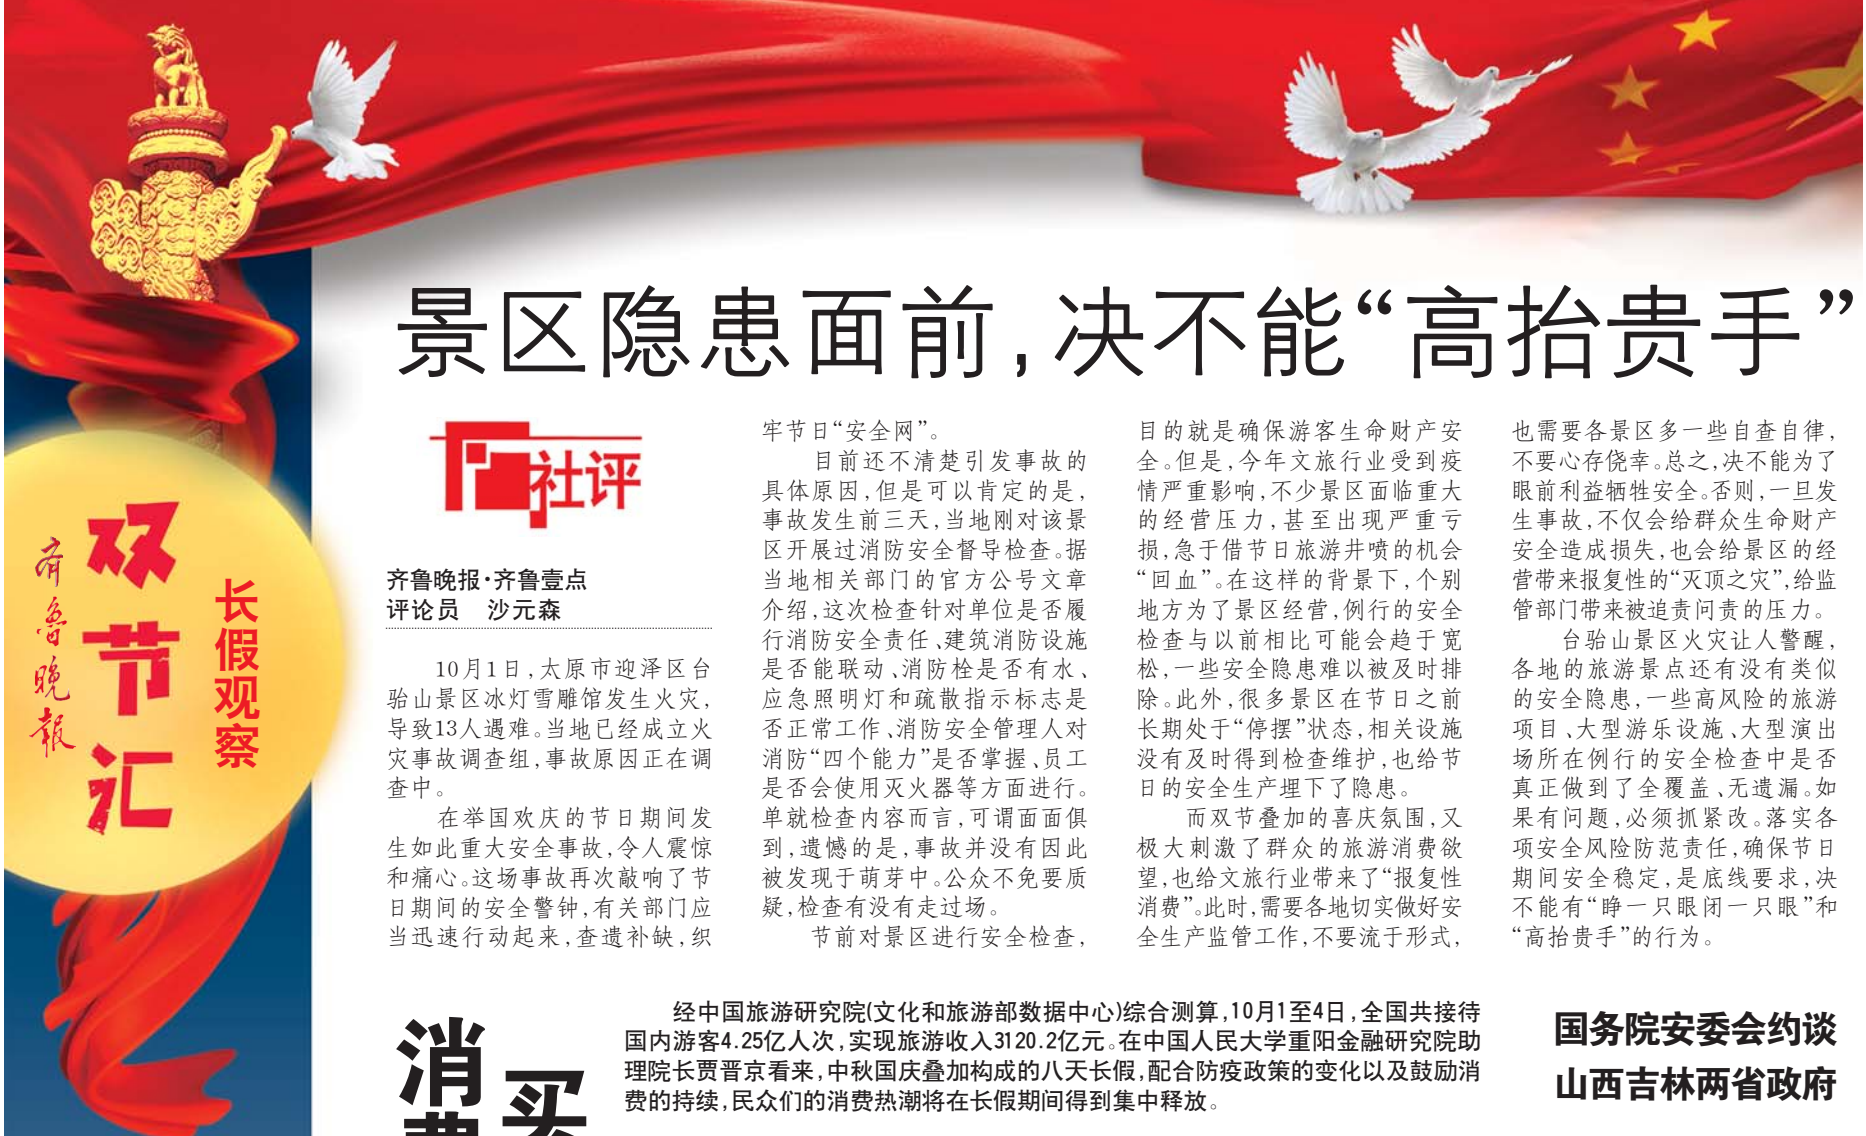 景区隐患面前，决不能“高抬贵手”
社评
齐鲁晚报·齐鲁壹点
评论员 沙元森
10月1日，太原市迎泽区台
骀山景区冰灯雪雕馆发生火灾，
导致13人遇难。当地已经成立火
灾事故调查组，事故原因正在调
查中。
在举国欢庆的节日期间发
生如此重大安全事故，令人震惊
和痛心。这场事故再次敲响了节
日期间的安全警钟，有关部门应
当迅速行动起来，查遗补缺，织
牢节日“安全网”。
目前还不清楚引发事故的
具体原因，但是可以肯定的是，
事故发生前三天，当地刚对该景
区开展过消防安全督导检查。据
当地相关部门的官方公号文章
介绍，这次检查针对单位是否履
行消防安全责任、建筑消防设施
是否能联动、消防栓是否有水、
应急照明灯和疏散指示标志是
否正常工作、消防安全管理人对
消防“四个能力”是否掌握、员工
是否会使用灭火器等方面进行。
单就检查内容而言，可谓面面俱
到，遗憾的是，事故并没有因此
被发现于萌芽中。公众不免要质
疑，检查有没有走过场。
节前对景区进行安全检查，
目的就是确保游客生命财产安
全。但是，今年文旅行业受到疫
情严重影响，不少景区面临重大
的经营压力，甚至出现严重亏
损，急于借节日旅游井喷的机会
“回血”。在这样的背景下，个别
地方为了景区经营，例行的安全
检查与以前相比可能会趋于宽
松，一些安全隐患难以被及时排
除。此外，很多景区在节日之前
长期处于“停摆”状态，相关设施
没有及时得到检查维护，也给节
日的安全生产埋下了隐患。
而双节叠加的喜庆氛围，又
极大刺激了群众的旅游消费欲
望，也给文旅行业带来了“报复性
消费”。此时，需要各地切实做好安
全生产监管工作，不要流于形式，
也需要各景区多一些自查自律，
不要心存侥幸。总之，决不能为了
眼前利益牺牲安全。否则，一旦发
生事故，不仅会给群众生命财产
安全造成损失，也会给景区的经
营带来报复性的“灭顶之灾”，给监
管部门带来被追责问责的压力。
台骀山景区火灾让人警醒，
各地的旅游景点还有没有类似
的安全隐患，一些高风险的旅游
项目、大型游乐设施、大型演出
场所在例行的安全检查中是否
真正做到了全覆盖、无遗漏。如
果有问题，必须抓紧改。落实各
项安全风险防范责任，确保节日
期间安全稳定，是底线要求，决
不能有“睁一只眼闭一只眼”和
“高抬贵手”的行为。
齐鲁晚報
双节汇
长假观察
消
经中国旅游研究院(文化和旅游部数据中心)综合测算，10月1至4日，全国共接待
国内游客4.25亿人次，实现旅游收入3120.2亿元。在中国人民大学重阳金融研究院助
理院长贾晋京看来，中秋国庆叠加构成的八天长假，配合防疫政策的变化以及鼓励消
费的持续，民众们的消费热潮将在长假期间得到集中释放。
国务院安委会约谈
山西吉林两省政府